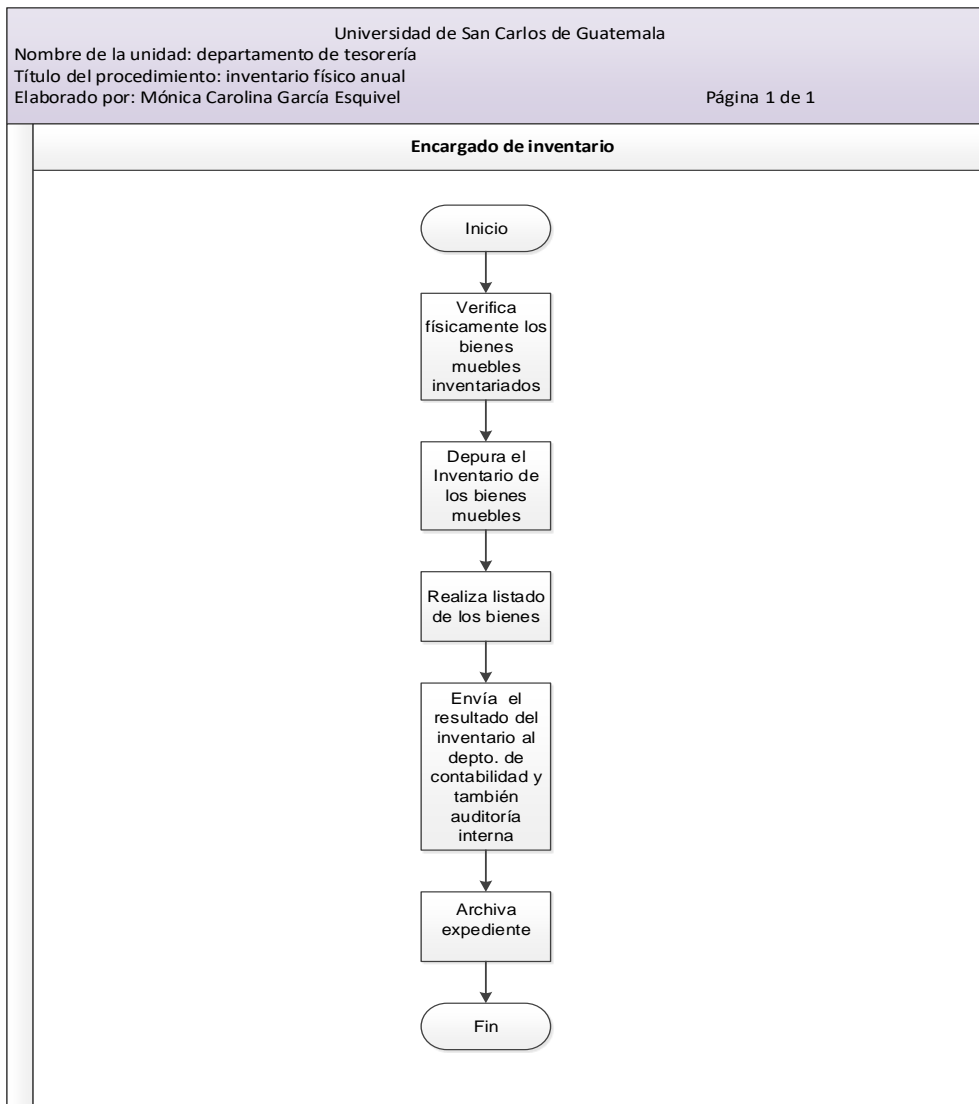 Universidad de San Carlos de Guatemala
Nombre de la unidad: departamento de tesorería
Título del procedimiento: inventario físico anual
Elaborado por: Mónica Carolina García Esquivel Página 1 de 1
Encargado de inventario
Inicio
Verifica
físicamente los
bienes
muebles
inventariados
Depura el
Inventario de
los bienes
muebles
Realiza listado
de los bienes
Envía el
resultado del
inventario al
depto. de
contabilidad y
también
auditoría
interna
Archiva
expediente
Fin